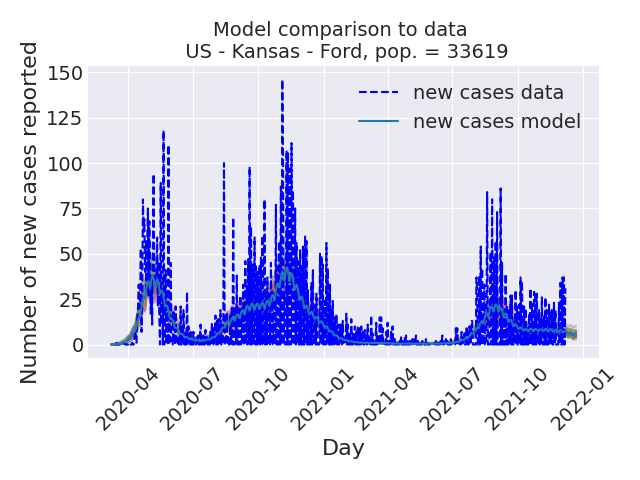 Model comparison to data
US - Kansas - Ford, pop. = 33619
Number of new cases reported
150
125
100
75
50
25
0
new cases data
new cases model
2020-04
2020-07
2020-10
2021-01
2021-04
2021-07
2021-10
2022-01
Day